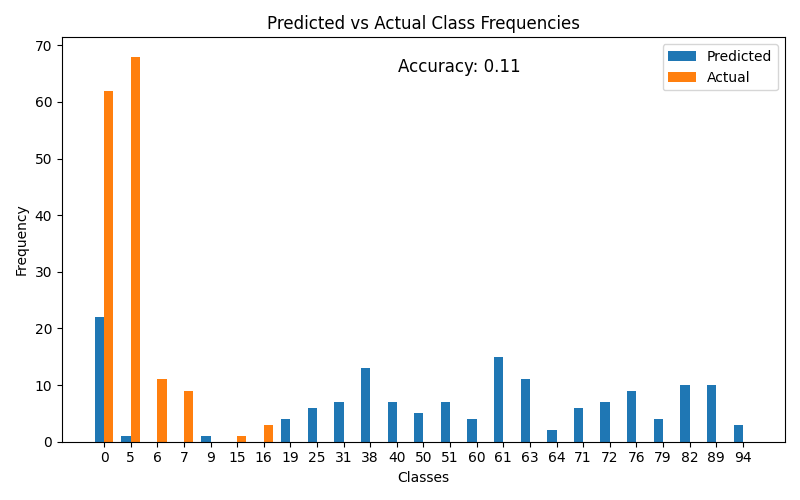 Predicted vs Actual Class Frequencies
Accuracy: 0.11
Predicted
Actual
Frequency
70
60
50
40
30
20
10
0
0 5 6 7 9 15 16 19 25 31 38 40 50 51 60 61 63 64 71 72 76 79 82 89 94
Classes